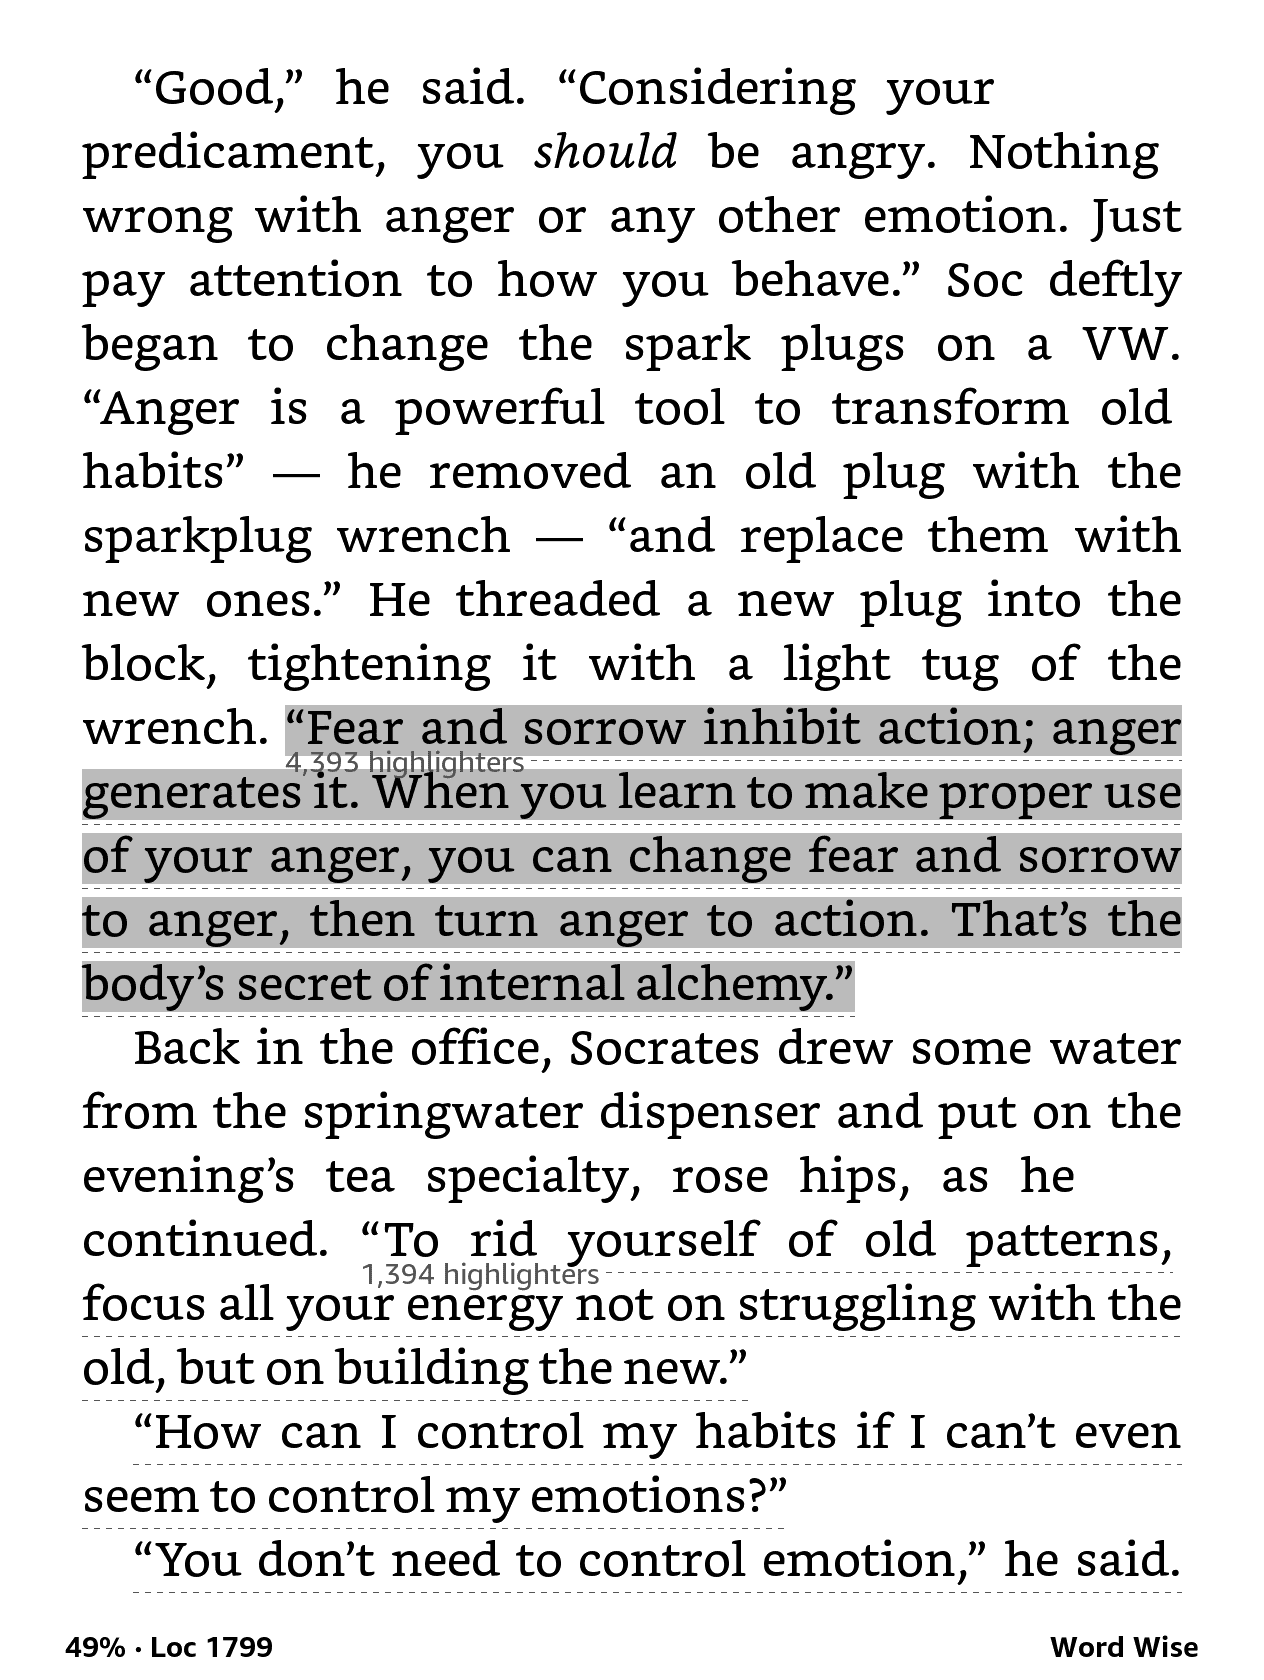 “Good,” he said. “Considering your
predicament, you should be angry. Nothing
wrong with anger or any other emotion. Just
pay attention to how you behave.” Soc deftly
began to change the spark plugs on a VW.
“Anger is a powerful tool to transform old
habits” — he removed an old plug with the
sparkplug wrench — “and replace them with
new ones.” He threaded a new plug into the
block, tightening it with a light tug of the
wrench. “Fear and sorrow inhibit action; anger
4,393 highlighters
generates it. When you learn to make proper use
of your anger, you can change fear and sorrow
to anger, then turn anger to action. That’s the
body’s secret of internal alchemy.”
Back in the office, Socrates drew some water
from the springwater dispenser and put on the
evening’s tea specialty, rose hips, as he
continued. “To rid yourself of old patterns,
1,394 highlighters
focus all your energy not on struggling with the
old, but on building the new.”
“How can I control my habits if I can’t even
seem to control my emotions?”
“You don’t need to control emotion,” he said.
49% · Loc 1799
Word Wise